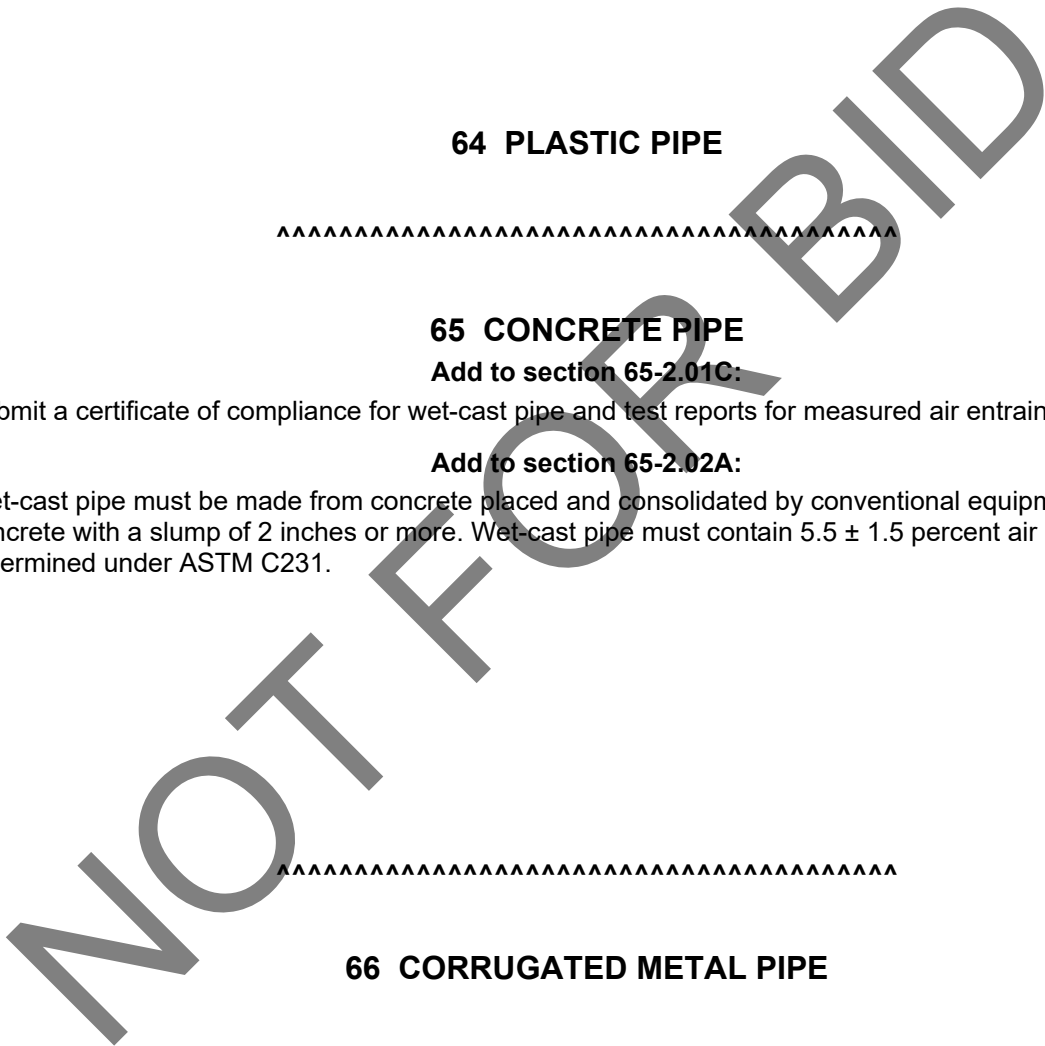 64 PLASTIC PIPE
^^^^^^^^^^^^^^^^^^^^^^^^^^^^^^^^^^^^^^^^
65 CONCRETE PIPE
Add to section 65-2.01C:
bmit a certificate of compliance for wet-cast pipe and test reports for measured air entrain
Add to section 65-2.02A:
et-cast pipe must be made from concrete placed and consolidated by conventional equipm
ncrete with a slump of 2 inches or more. Wet-cast pipe must contain 5.5 ± 1.5 percent air
termined under ASTM C231.
^^^^^^^^^^^^^^^^^^^^^^^^^^^^^^^^^^^^^^^^
66 CORRUGATED METAL PIPE
NOT FOR BID